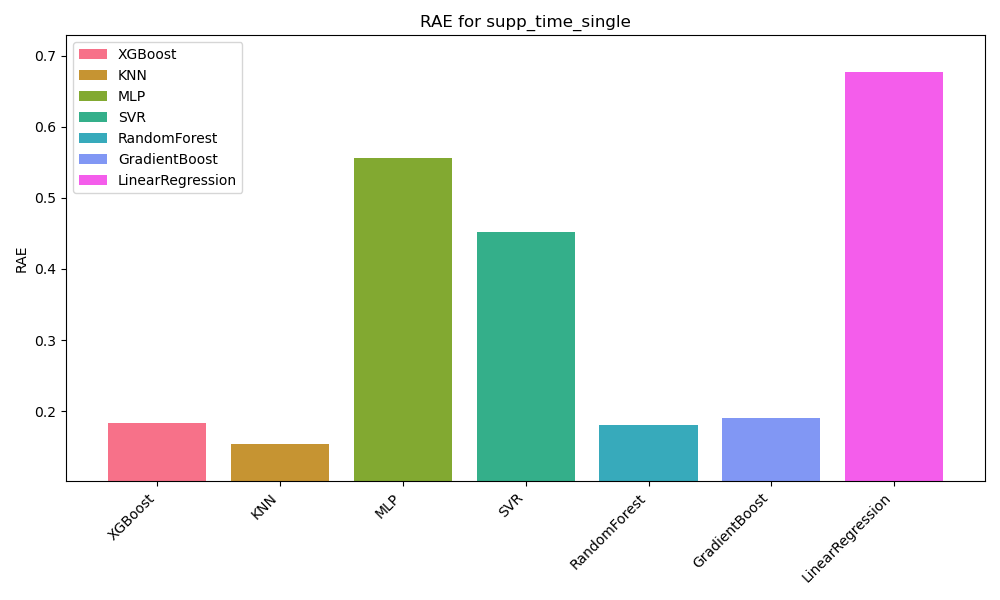 RAE for supp_time_single
XGBoost
KNN
MLP
SVR
RandomForest
GradientBoost
LinearRegression
RAE
0.7
0.6
0.5
0.4
0.3
0.2
XGBoost
KNN
MLP
SVR
RandomForest
GradientBoost
LinearRegression